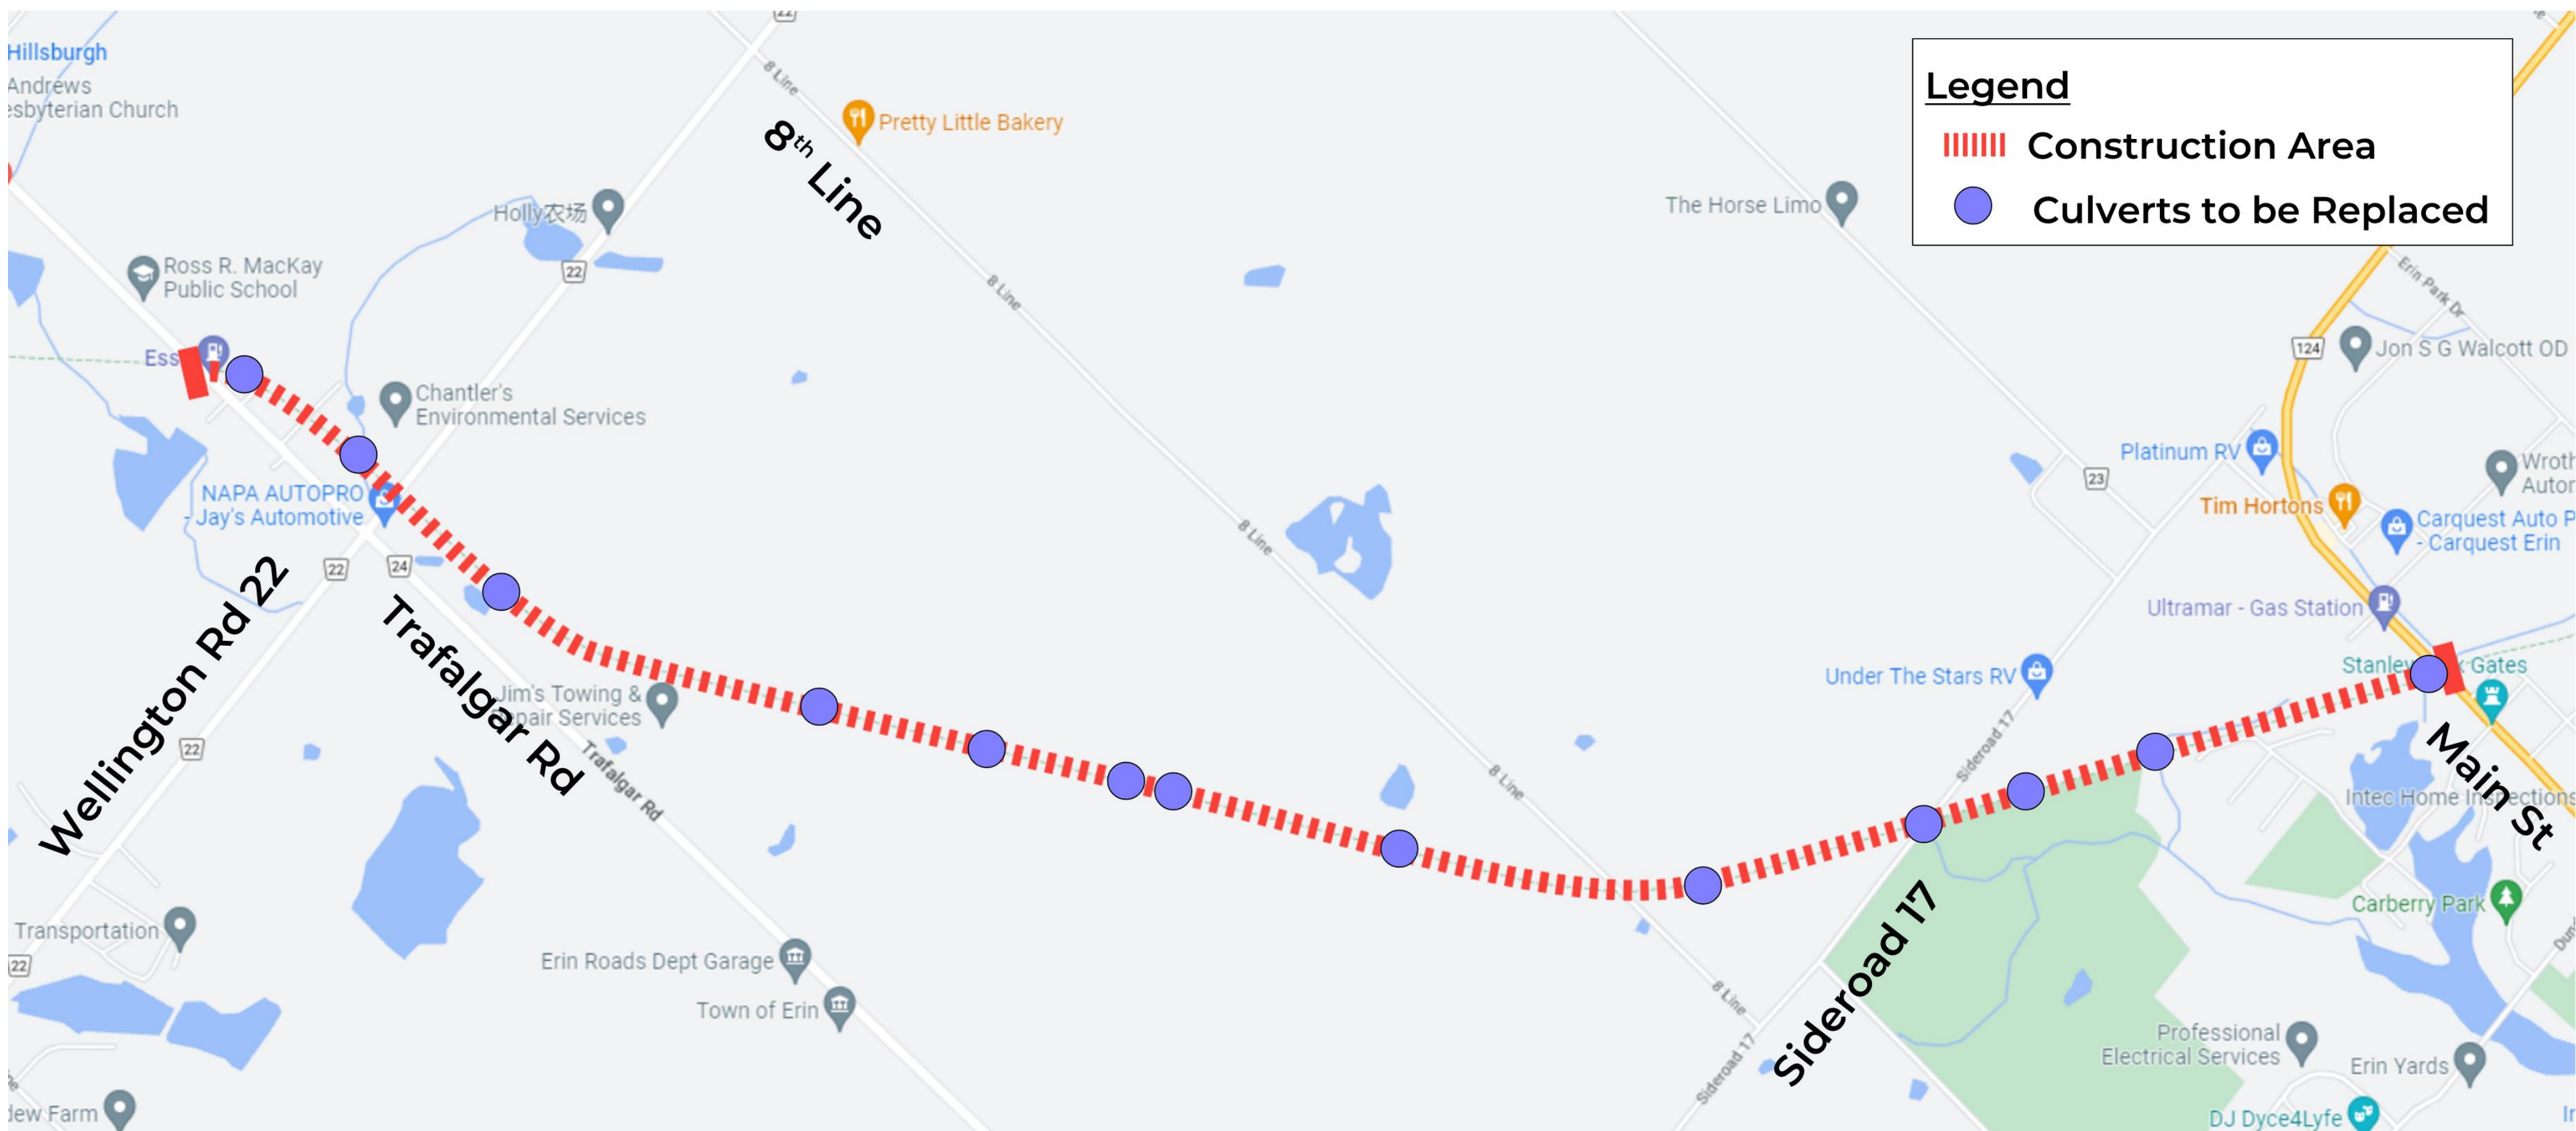 22
Hillsburgh
Andrews
esbyterian Church
8 Line
Pretty Little Bakery
8th Line
Legend
Construction Area
Culverts to be Replaced
The Horse Limo
Holly农场
22
Ross R. MacKay
Public School
8 Line
Erin Park Dr
124
Jon S G Walcott OD
Ess
Chantler's
Environmental Services
Platinum RV
23
Wroth
Autor
Tim Hortons
NAPA AUTOPRO
- Jay's Automotive
8 Line
Carquest Auto P
- Carquest Erin
22
24
Wellington Rd 22
Trafalgar Rd
Ultramar - Gas Station
Stanley
k Gates
Under The Stars RV
Jim's Towing &
Repair Services
Sideroad 17
22
Trafalgar Rd
8 Line
Main St
Intec Home Inspections
Sideroad 17
Carberry Park
Transportation
22
Erin Roads Dept Garage
Town of Erin
8 Line
Sideroad 17
Professional
Electrical Services
Erin Yards
dew Farm
DJ Dyce4Lyfe